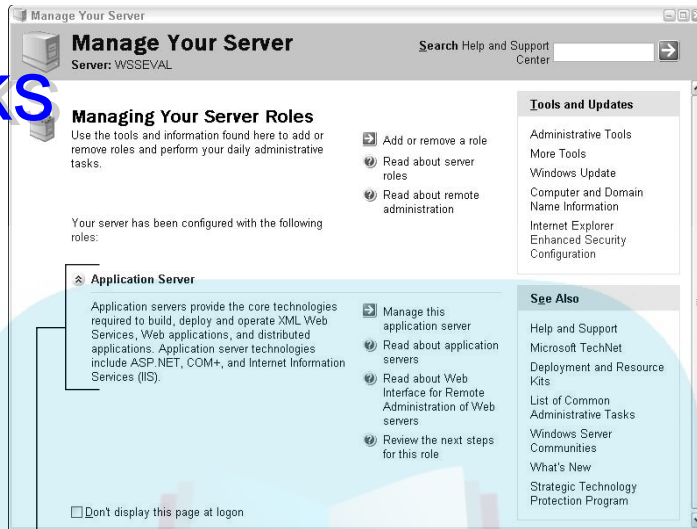 Manage Your Server
Manage Your Server
Server: WSSEVAL
Search Help and Support
Center
ks
Managing Your Server Roles
Use the tools and information found here to add or
remove roles and perform your daily administrative
tasks.
Your server has been configured with the following
roles:
Add or remove a role
Read about server
roles
Read about remote
administration
Application Server
Application servers provide the core technologies
required to build, deploy and operate XML Web
Services, Web applications, and distributed
applications. Application server technologies
include ASP.NET, COM+, and Internet Information
Services (IIS).
Manage this
application server
Read about application
servers
Read about Web
Interface for Remote
Administration of Web
servers
Review the next steps
for this role
Don't display this page at logon
Tools and Updates
Administrative Tools
More Tools
Windows Update
Computer and Domain
Name Information
Internet Explorer
Enhanced Security
Configuration
See Also
Help and Support
Microsoft TechNet
Deployment and Resource
Kits
List of Common
Administrative Tasks
Windows Server
Communities
What's New
Strategic Technology
Protection Program